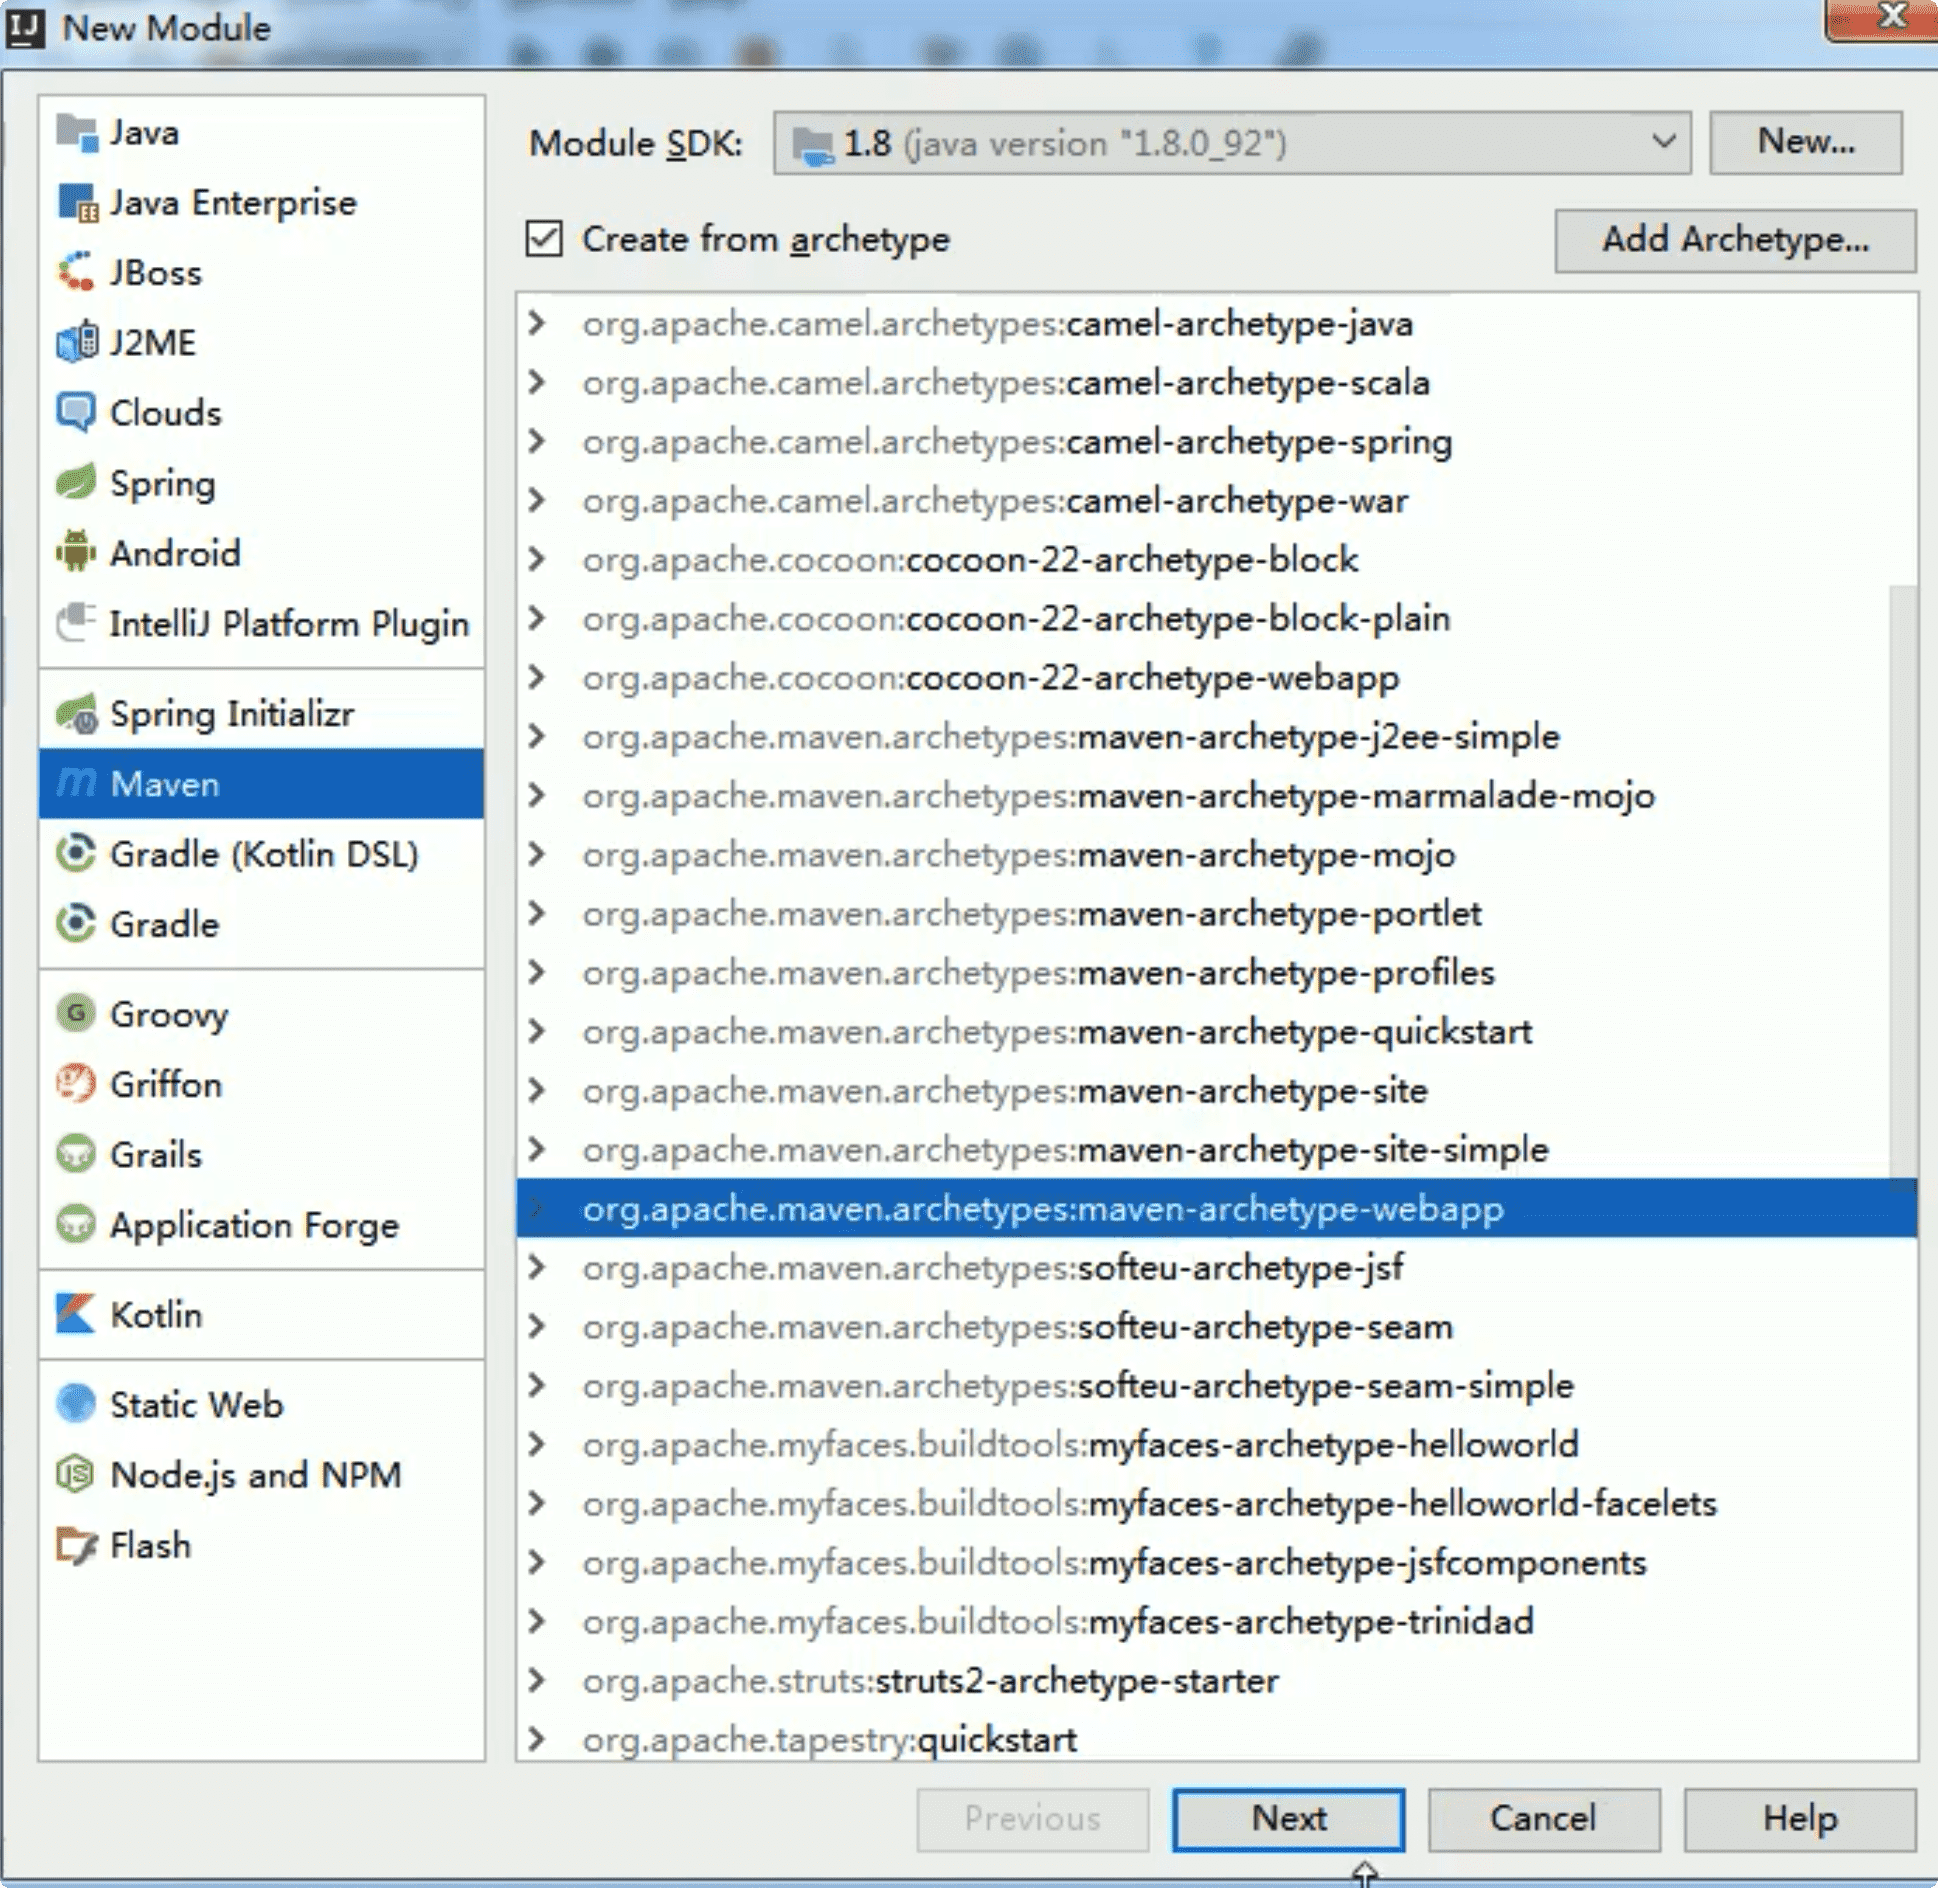 New Module
Java
Java Enterprise
JBoss
J2ME
Clouds
Spring
Android
IntelliJ Platform Plugin
Spring Initializr
Maven
Gradle (Kotlin DSL)
Gradle
Groovy
Griffon
Grails
Application Forge
Kotlin
Static Web
Node.js and NPM
Flash
Module SDK: 1.8 (java version "1.8.0_92") New...
Create from archetype Add Archetype...
org.apache.camel.archetypes:camel-archetype-java
org.apache.camel.archetypes:camel-archetype-scala
org.apache.camel.archetypes:camel-archetype-spring
org.apache.camel.archetypes:camel-archetype-war
org.apache.cocoon:cocoon-22-archetype-block
org.apache.cocoon:cocoon-22-archetype-block-plain
org.apache.cocoon:cocoon-22-archetype-webapp
org.apache.maven.archetypes:maven-archetype-j2ee-simple
org.apache.maven.archetypes:maven-archetype-marmalade-mojo
org.apache.maven.archetypes:maven-archetype-mojo
org.apache.maven.archetypes:maven-archetype-portlet
org.apache.maven.archetypes:maven-archetype-profiles
org.apache.maven.archetypes:maven-archetype-quickstart
org.apache.maven.archetypes:maven-archetype-site
org.apache.maven.archetypes:maven-archetype-site-simple
org.apache.maven.archetypes:maven-archetype-webapp
org.apache.maven.archetypes:softeu-archetype-jsf
org.apache.maven.archetypes:softeu-archetype-seam
org.apache.maven.archetypes:softeu-archetype-seam-simple
org.apache.myfaces.buildtools:myfaces-archetype-helloworld
org.apache.myfaces.buildtools:myfaces-archetype-helloworld-facelets
org.apache.myfaces.buildtools:myfaces-archetype-jsfcomponents
org.apache.myfaces.buildtools:myfaces-archetype-trinidad
org.apache.struts:struts2-archetype-starter
org.apache.tapestry:quickstart
Previous Next Cancel Help